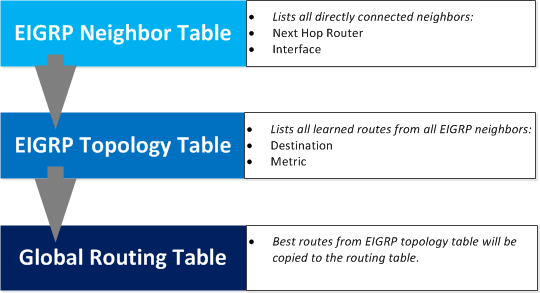 EIGRP Neighbor Table
• Lists all directly connected neighbors:
• Next Hop Router
• Interface
EIGRP Topology Table
• Lists all learned routes from all EIGRP neighbors:
• Destination
• Metric
Global Routing Table
• Best routes from EIGRP topology table will be
copied to the routing table.